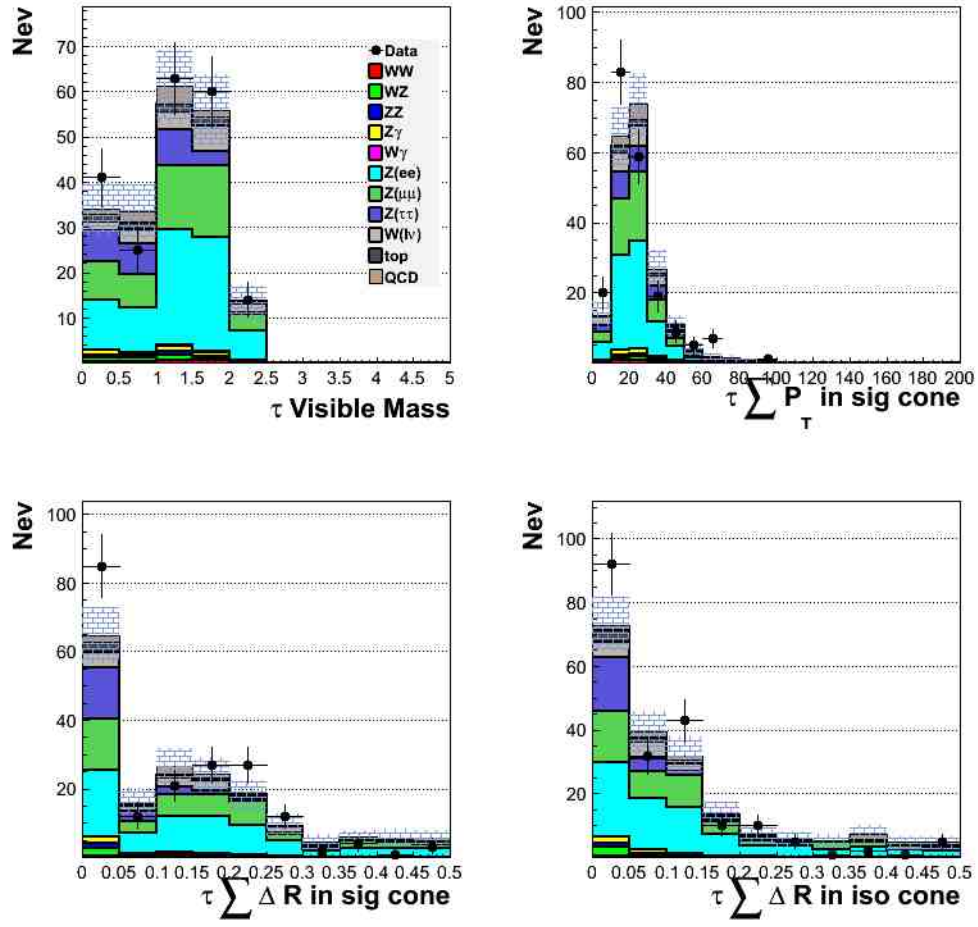 Nev
70
60
50
40
30
20
10
0 0.5 1 1.5 2 2.5 3 3.5 4 4.5 5
τ Visible Mass
Data
WW
WZ
ZZ
Zγ
Wγ
Z(ee)
Z(μμ)
Z(ττ)
W(lν)
top
QCD
Nev
100
80
60
40
20
0 20 40 60 80 100 120 140 160 180 200
τ ∑ P_T in sig cone
Nev
100
80
60
40
20
0 0.05 0.1 0.15 0.2 0.25 0.3 0.35 0.4 0.45 0.5
τ ∑ Δ R in sig cone
Nev
100
80
60
40
20
0 0.05 0.1 0.15 0.2 0.25 0.3 0.35 0.4 0.45 0.5
τ ∑ Δ R in iso cone